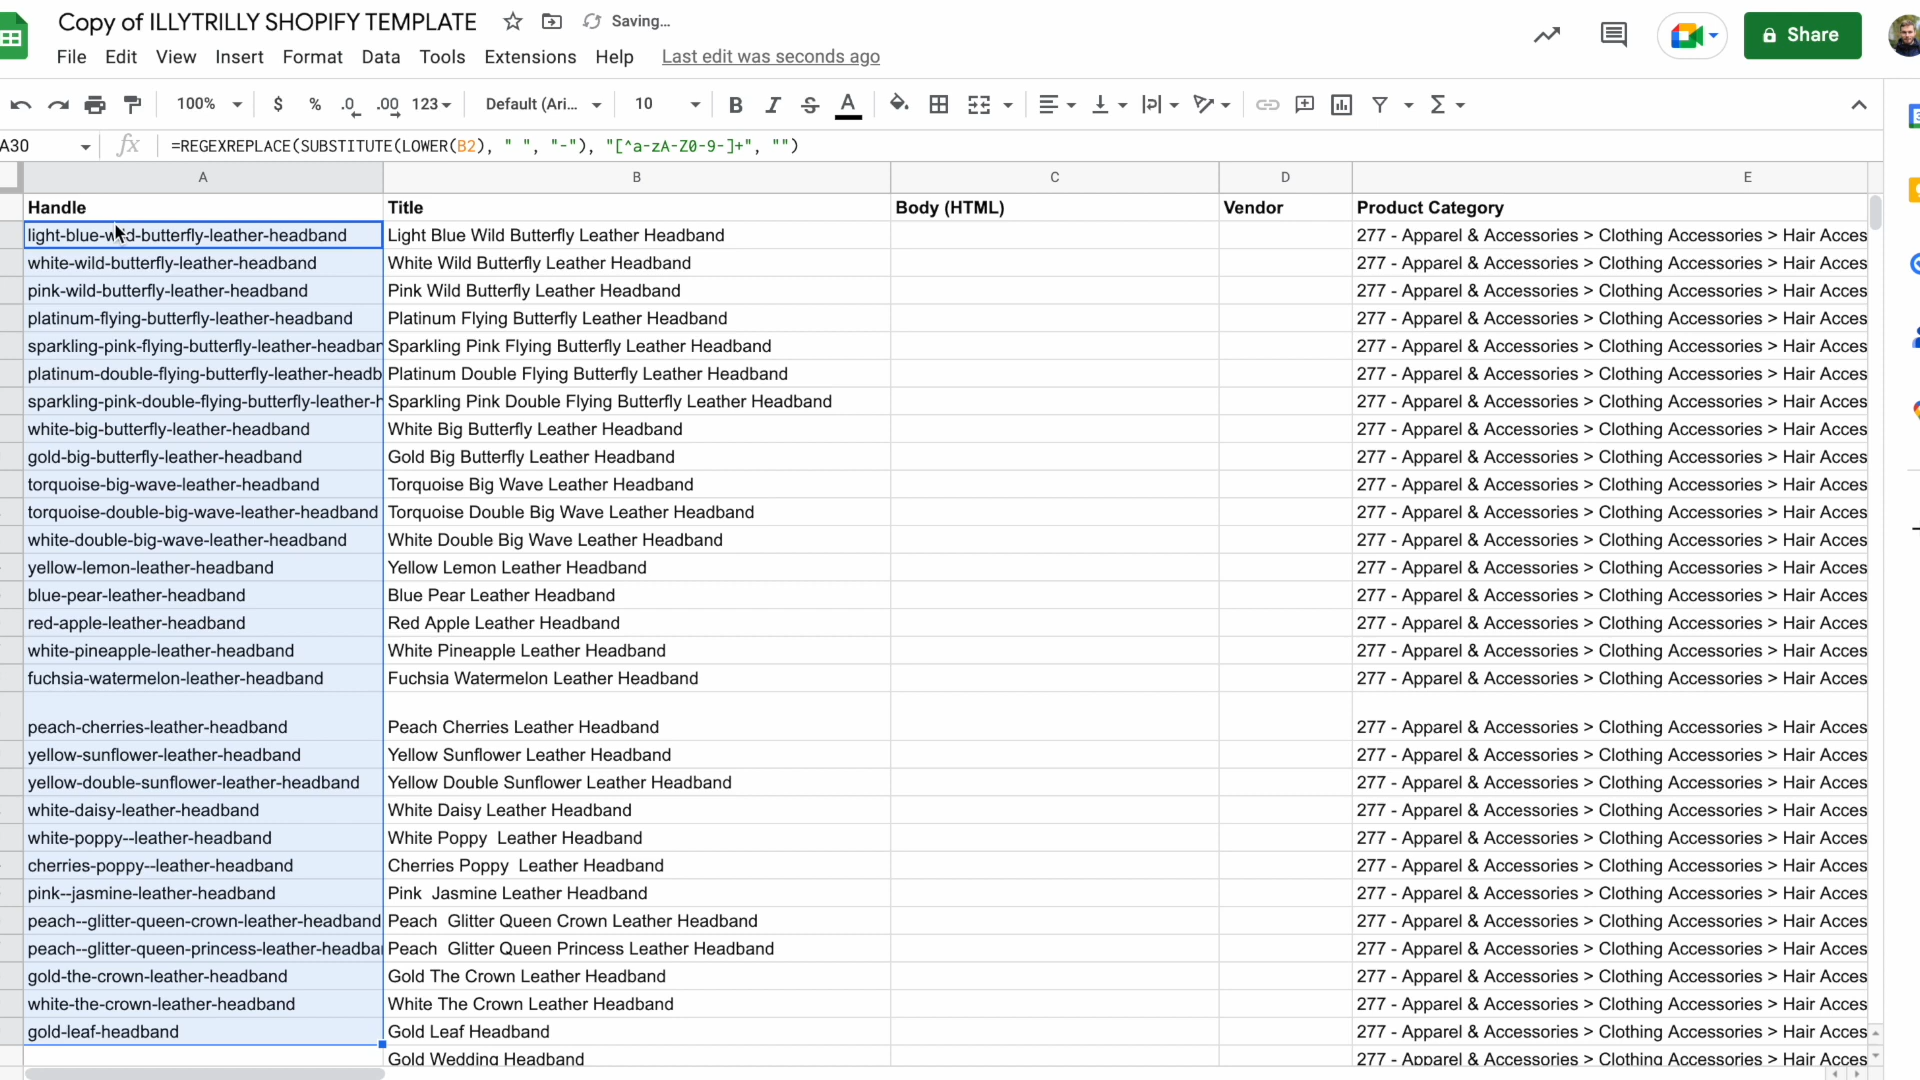 Copy of ILLYTRILLY SHOPIFY TEMPLATE Saving...
File Edit View Insert Format Data Tools Extensions Help Last edit was seconds ago
Share
100% $ % .0 .00 123 Default (Ari... 10 B I S A Σ
A30 fx =REGEXREPLACE(SUBSTITUTE(LOWER(B2), " ", "-"), "[^a-zA-Z0-9-]+", "")
A B C D E
Handle Title Body (HTML) Vendor Product Category
light-blue-wild-butterfly-leather-headband Light Blue Wild Butterfly Leather Headband 277 - Apparel & Accessories > Clothing Accessories > Hair Acces
white-wild-butterfly-leather-headband White Wild Butterfly Leather Headband 277 - Apparel & Accessories > Clothing Accessories > Hair Acces
pink-wild-butterfly-leather-headband Pink Wild Butterfly Leather Headband 277 - Apparel & Accessories > Clothing Accessories > Hair Acces
platinum-flying-butterfly-leather-headband Platinum Flying Butterfly Leather Headband 277 - Apparel & Accessories > Clothing Accessories > Hair Acces
sparkling-pink-flying-butterfly-leather-headban Sparkling Pink Flying Butterfly Leather Headband 277 - Apparel & Accessories > Clothing Accessories > Hair Acces
platinum-double-flying-butterfly-leather-headb Platinum Double Flying Butterfly Leather Headband 277 - Apparel & Accessories > Clothing Accessories > Hair Acces
sparkling-pink-double-flying-butterfly-leather-h Sparkling Pink Double Flying Butterfly Leather Headband 277 - Apparel & Accessories > Clothing Accessories > Hair Acces
white-big-butterfly-leather-headband White Big Butterfly Leather Headband 277 - Apparel & Accessories > Clothing Accessories > Hair Acces
gold-big-butterfly-leather-headband Gold Big Butterfly Leather Headband 277 - Apparel & Accessories > Clothing Accessories > Hair Acces
torquoise-big-wave-leather-headband Torquoise Big Wave Leather Headband 277 - Apparel & Accessories > Clothing Accessories > Hair Acces
torquoise-double-big-wave-leather-headband Torquoise Double Big Wave Leather Headband 277 - Apparel & Accessories > Clothing Accessories > Hair Acces
white-double-big-wave-leather-headband White Double Big Wave Leather Headband 277 - Apparel & Accessories > Clothing Accessories > Hair Acces
yellow-lemon-leather-headband Yellow Lemon Leather Headband 277 - Apparel & Accessories > Clothing Accessories > Hair Acces
blue-pear-leather-headband Blue Pear Leather Headband 277 - Apparel & Accessories > Clothing Accessories > Hair Acces
red-apple-leather-headband Red Apple Leather Headband 277 - Apparel & Accessories > Clothing Accessories > Hair Acces
white-pineapple-leather-headband White Pineapple Leather Headband 277 - Apparel & Accessories > Clothing Accessories > Hair Acces
fuchsia-watermelon-leather-headband Fuchsia Watermelon Leather Headband 277 - Apparel & Accessories > Clothing Accessories > Hair Acces
peach-cherries-leather-headband Peach Cherries Leather Headband 277 - Apparel & Accessories > Clothing Accessories > Hair Acces
yellow-sunflower-leather-headband Yellow Sunflower Leather Headband 277 - Apparel & Accessories > Clothing Accessories > Hair Acces
yellow-double-sunflower-leather-headband Yellow Double Sunflower Leather Headband 277 - Apparel & Accessories > Clothing Accessories > Hair Acces
white-daisy-leather-headband White Daisy Leather Headband 277 - Apparel & Accessories > Clothing Accessories > Hair Acces
white-poppy--leather-headband White Poppy  Leather Headband 277 - Apparel & Accessories > Clothing Accessories > Hair Acces
cherries-poppy--leather-headband Cherries Poppy  Leather Headband 277 - Apparel & Accessories > Clothing Accessories > Hair Acces
pink--jasmine-leather-headband Pink  Jasmine Leather Headband 277 - Apparel & Accessories > Clothing Accessories > Hair Acces
peach--glitter-queen-crown-leather-headband Peach  Glitter Queen Crown Leather Headband 277 - Apparel & Accessories > Clothing Accessories > Hair Acces
peach--glitter-queen-princess-leather-headban Peach  Glitter Queen Princess Leather Headband 277 - Apparel & Accessories > Clothing Accessories > Hair Acces
gold-the-crown-leather-headband Gold The Crown Leather Headband 277 - Apparel & Accessories > Clothing Accessories > Hair Acces
white-the-crown-leather-headband White The Crown Leather Headband 277 - Apparel & Accessories > Clothing Accessories > Hair Acces
gold-leaf-headband Gold Leaf Headband 277 - Apparel & Accessories > Clothing Accessories > Hair Acces
Gold Wedding Headband 277 - Apparel & Accessories > Clothing Accessories > Hair Acces